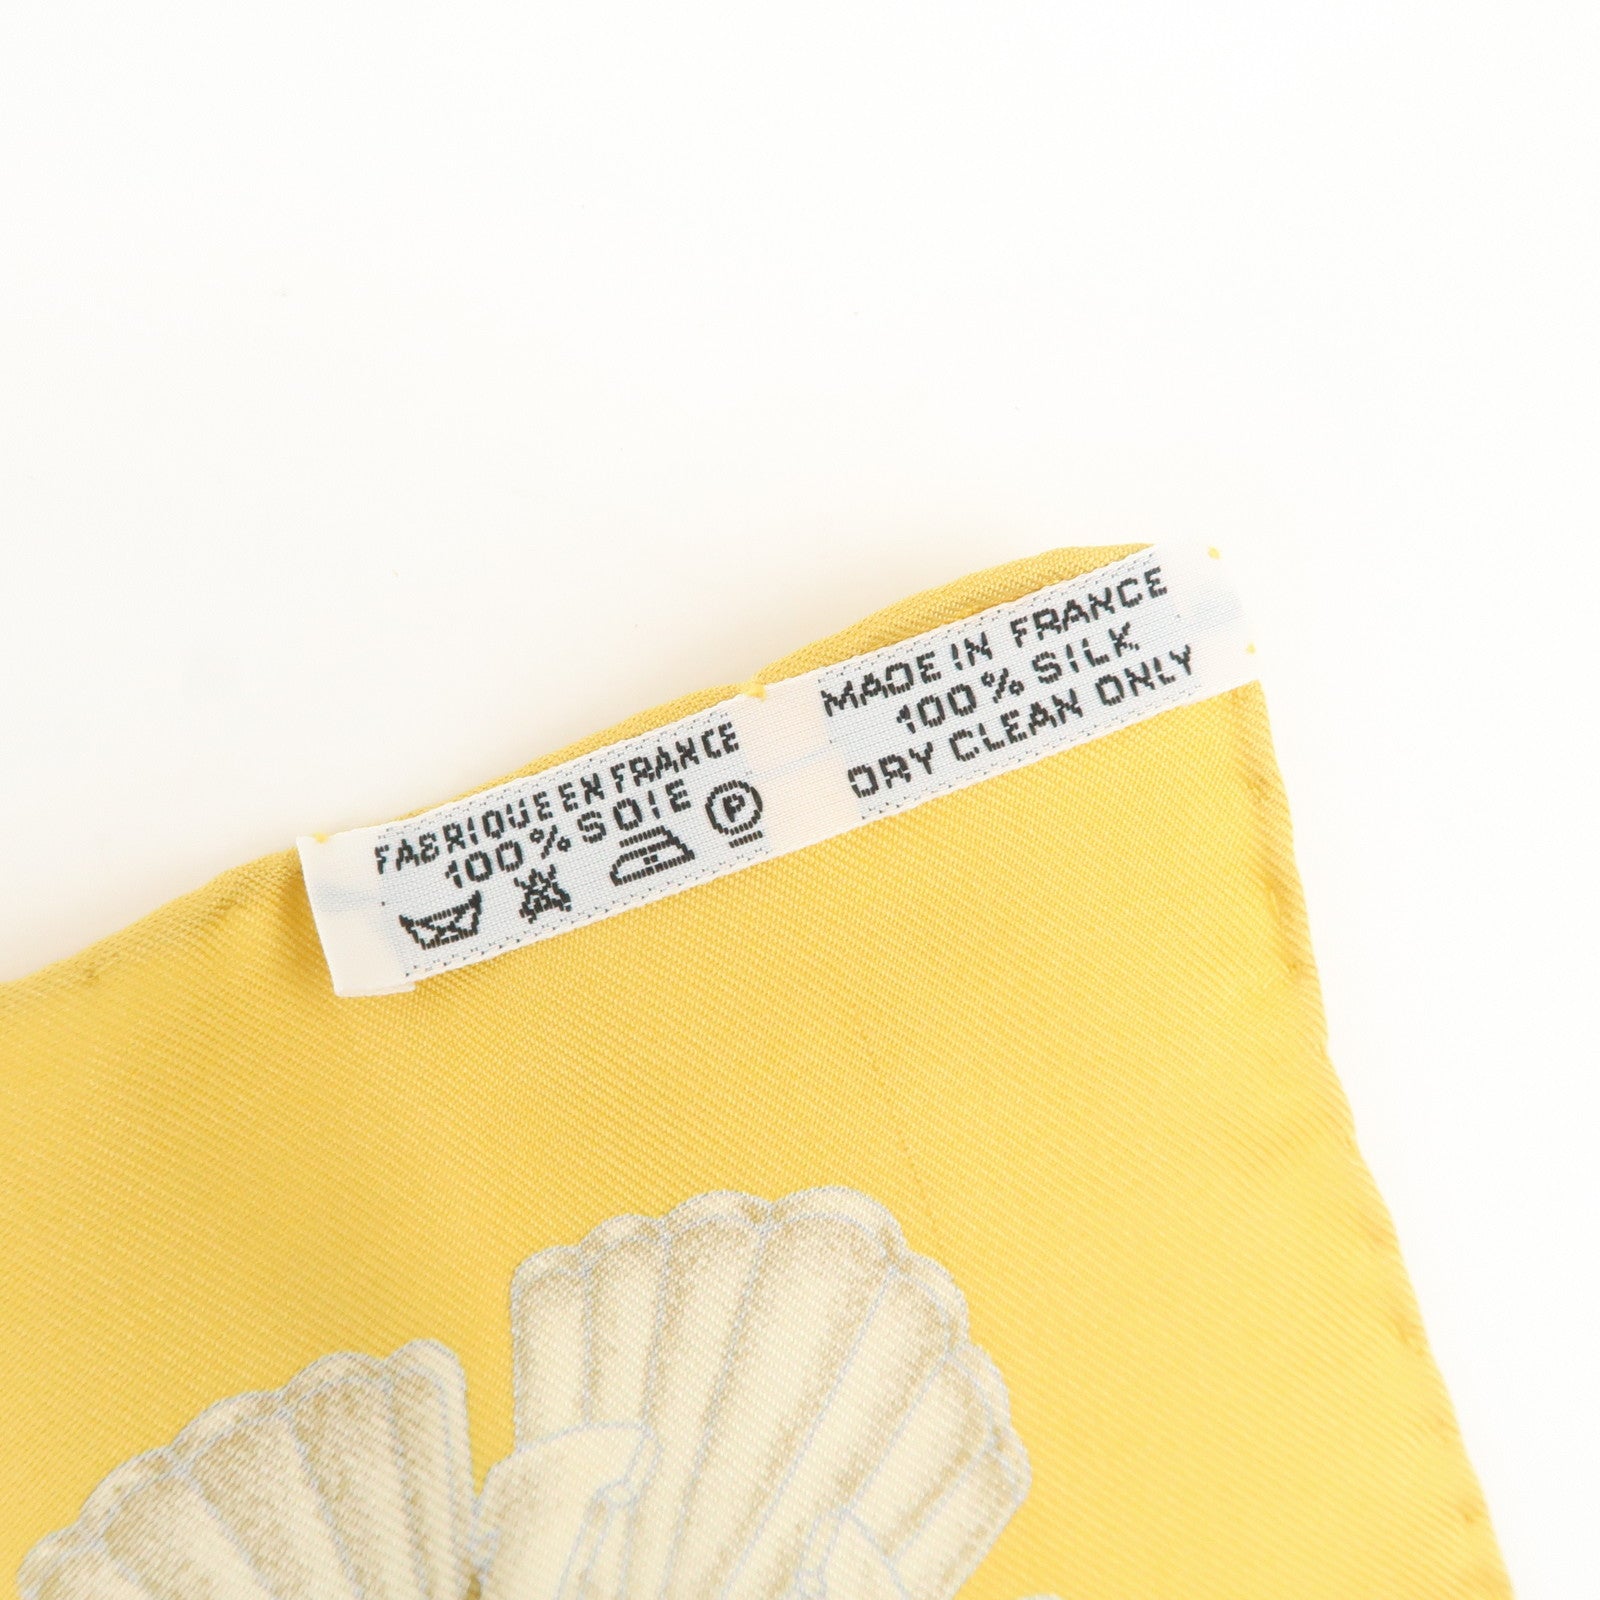 FABRIQUE EN FRANCE
100% SOIE
P
MADE IN FRANCE
100% SILK
DRY CLEAN ONLY